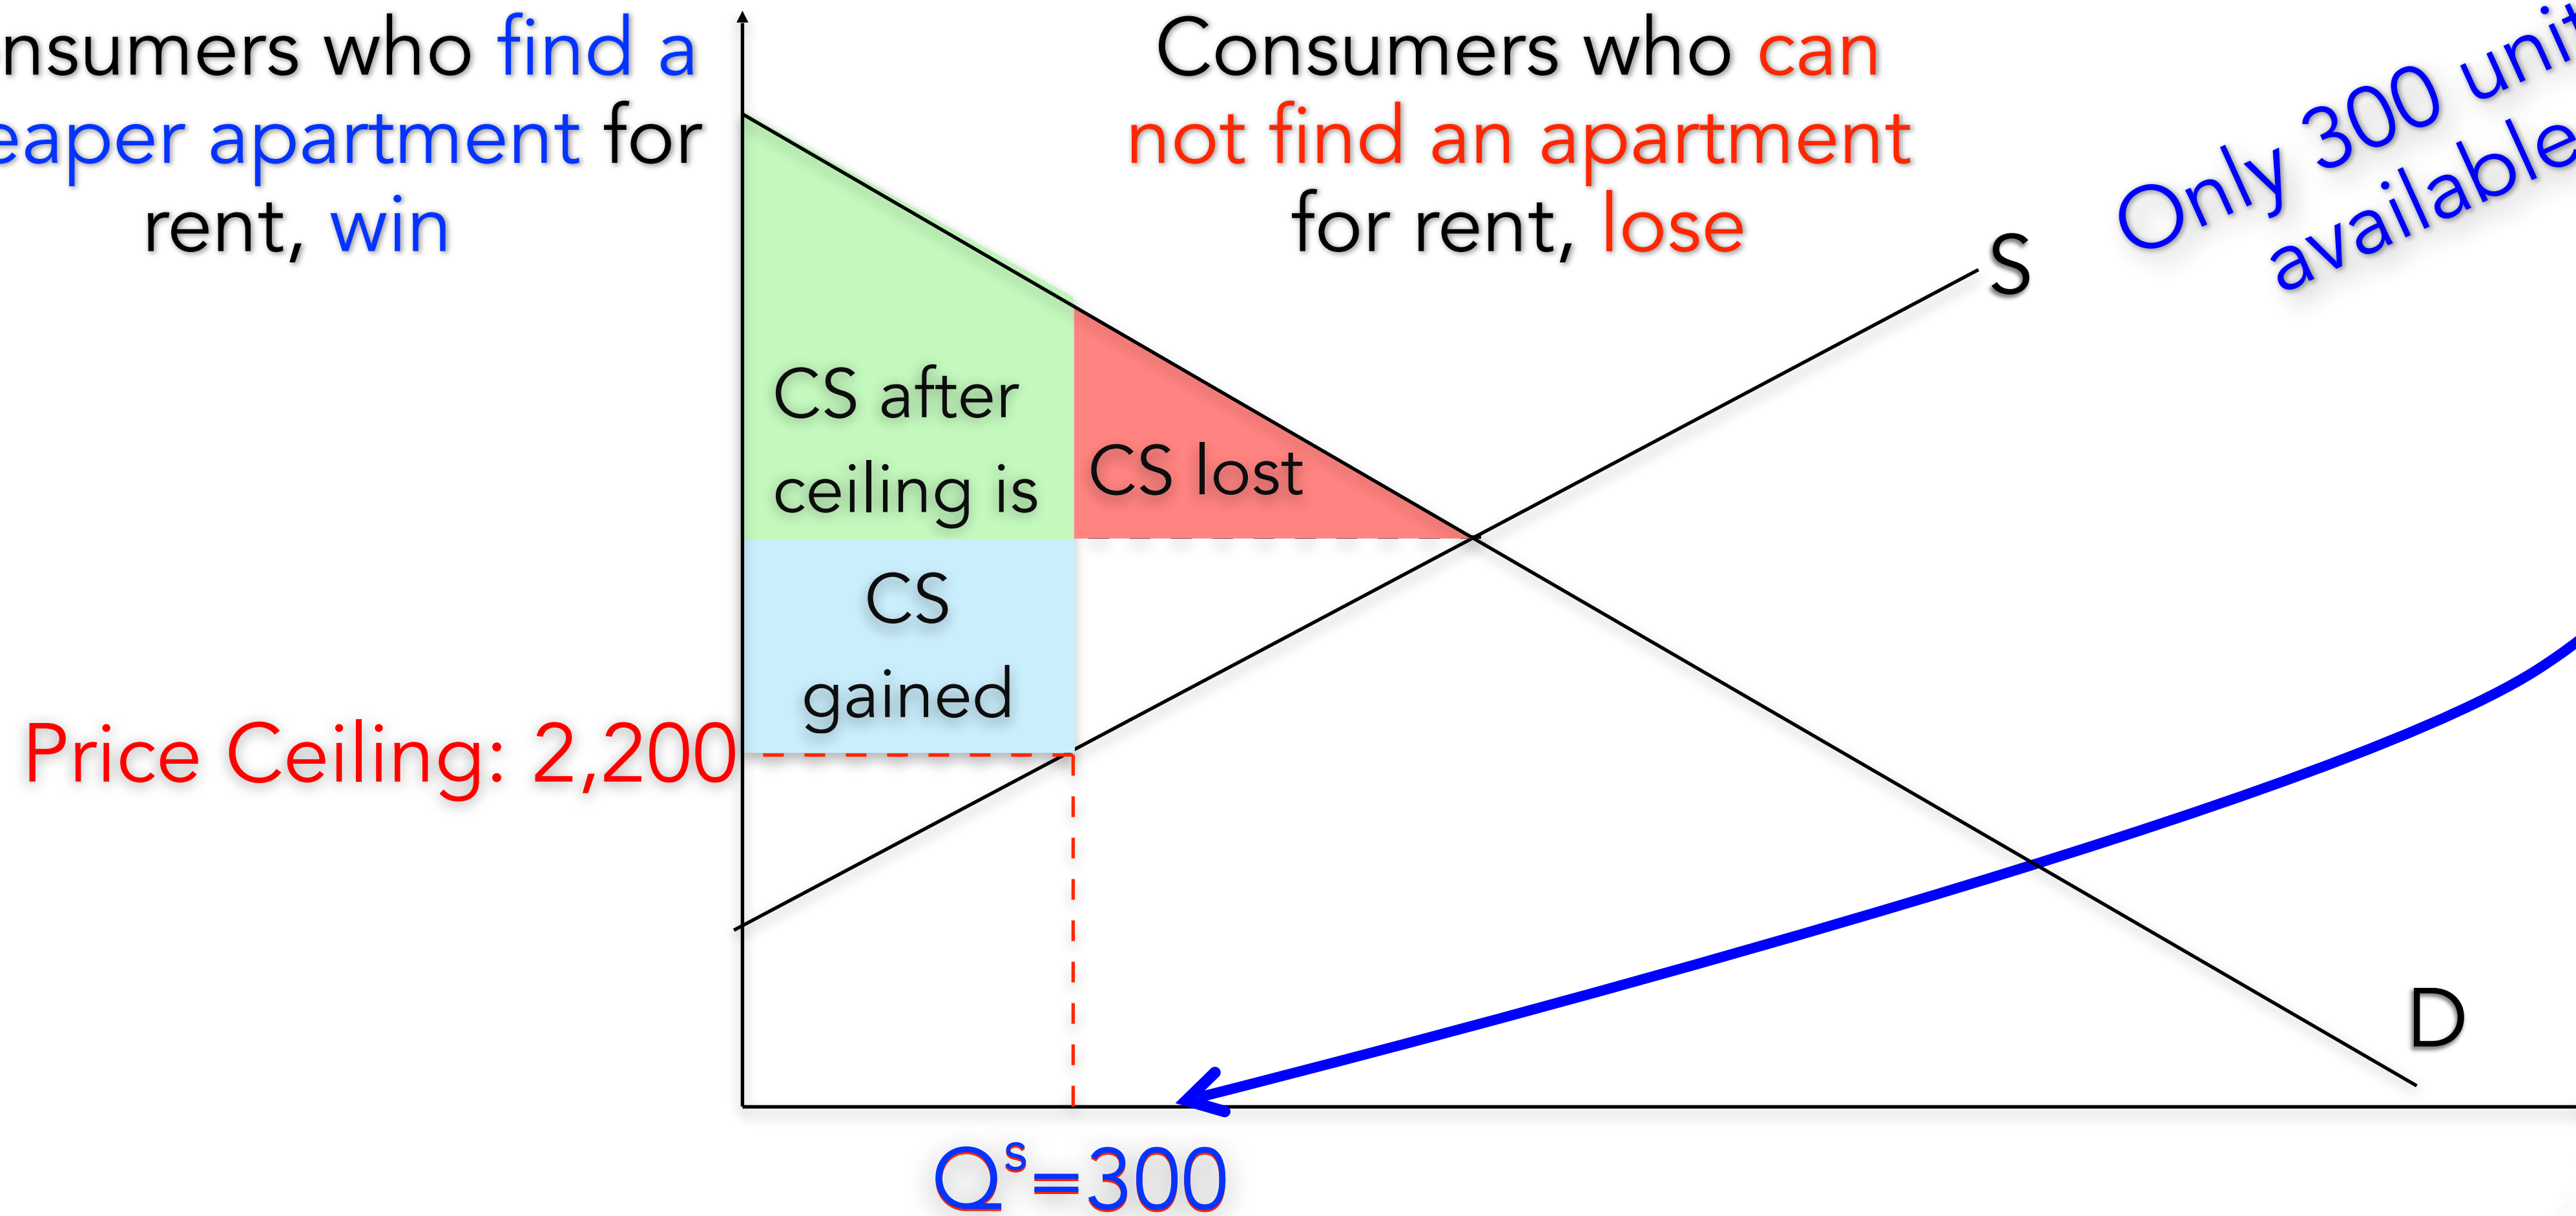 nsumers who find a
eaper apartment for
rent, win
Consumers who can
not find an apartment
for rent, lose
Only 300 unit
available
S
CS after
ceiling is
CS lost
CS
gained
Price Ceiling: 2,200
D
Qˢ=300